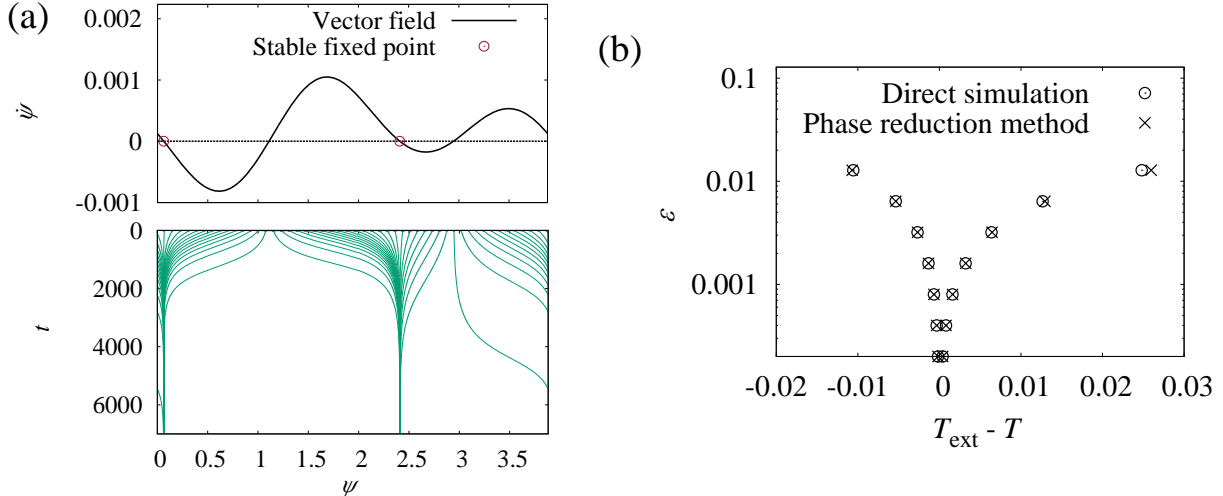 (a)
0.002
Vector field
Stable fixed point
0.001
ψ̇
0
-0.001
0
2000
t
4000
6000
0 0.5 1 1.5 2 2.5 3 3.5
ψ
(b)
0.1
Direct simulation
Phase reduction method
0.01
ε
0.001
-0.02 -0.01 0 0.01 0.02 0.03
T_ext - T